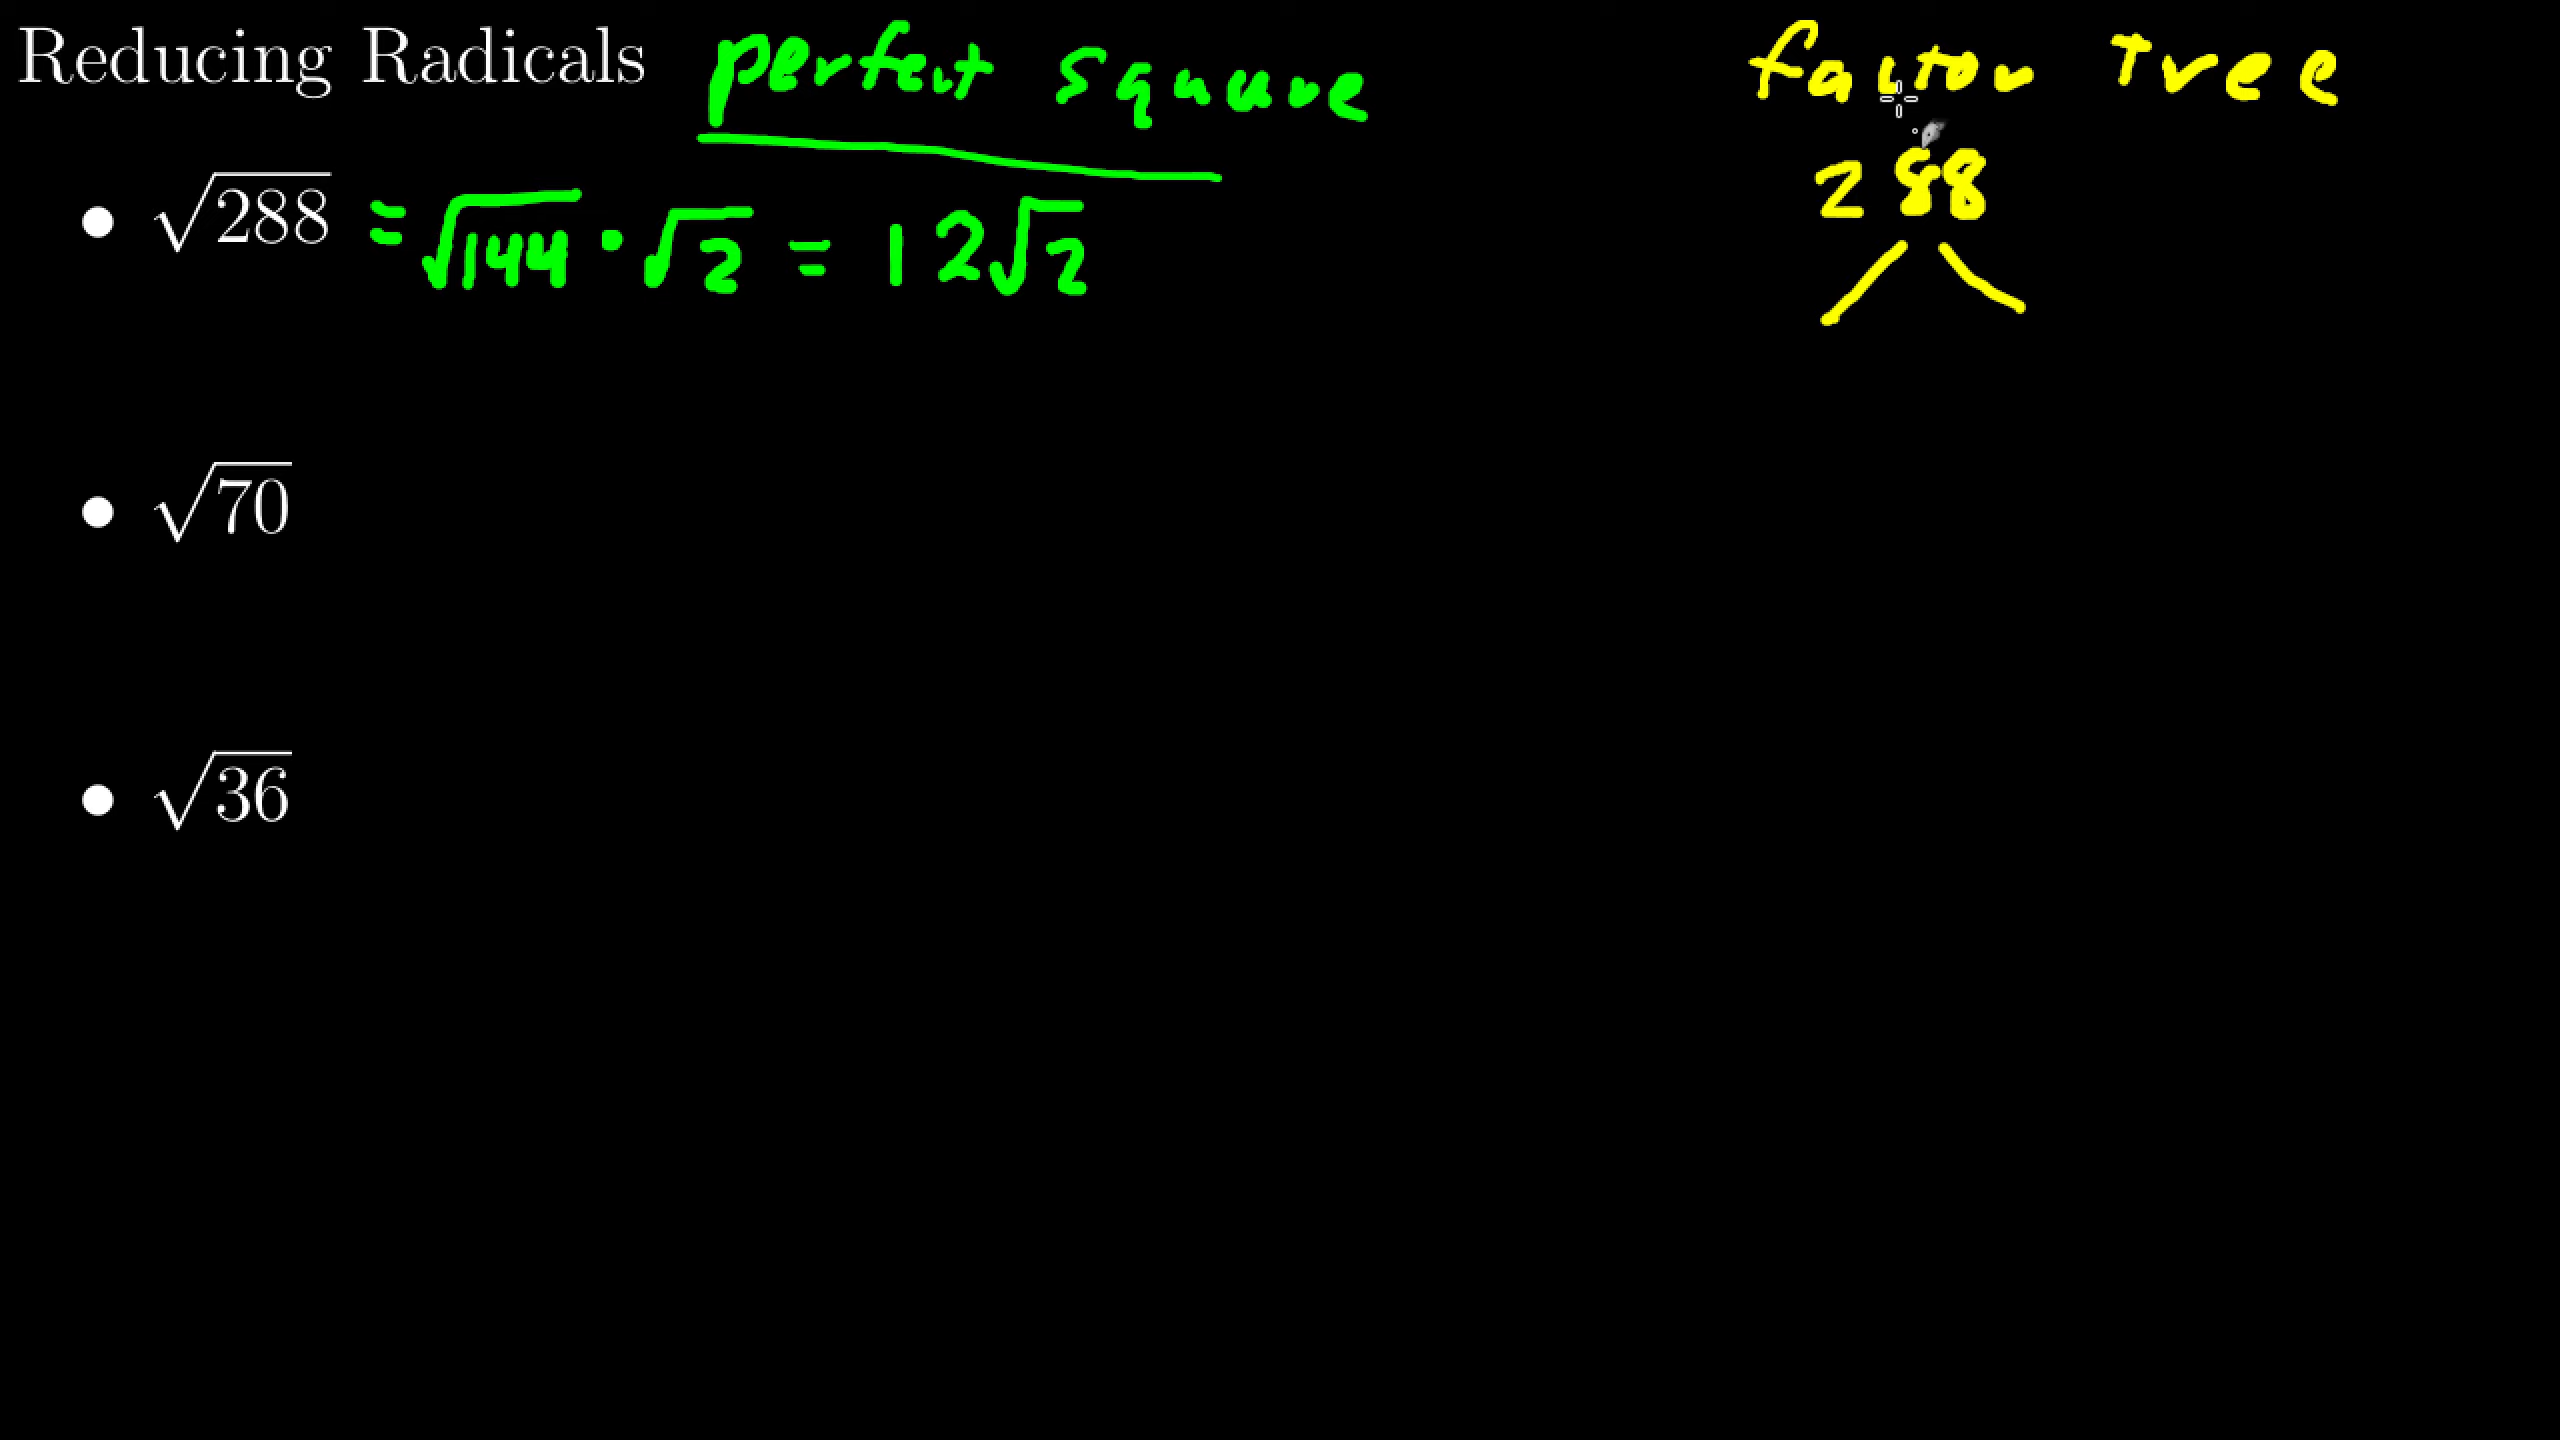 Reducing Radicals perfect square factor Tree
• √288 = √144 · √2 = 12√2 288
• √70
• √36